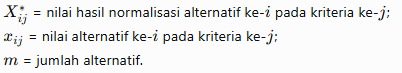 X*ij = nilai hasil normalisasi alternatif ke-i pada kriteria ke-j;
xij = nilai alternatif ke-i pada kriteria ke-j;
m = jumlah alternatif.